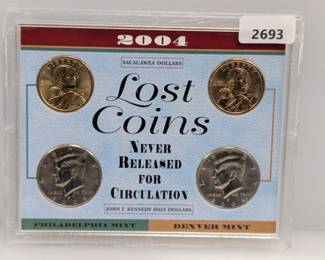 2004
2693
SACAGAWEA DOLLARS
Lost
Coins
NEVER
RELEASED
FOR
CIRCULATION
JOHN F. KENNEDY HALF DOLLARS
PHILADELPHIA MINT
DENVER MINT